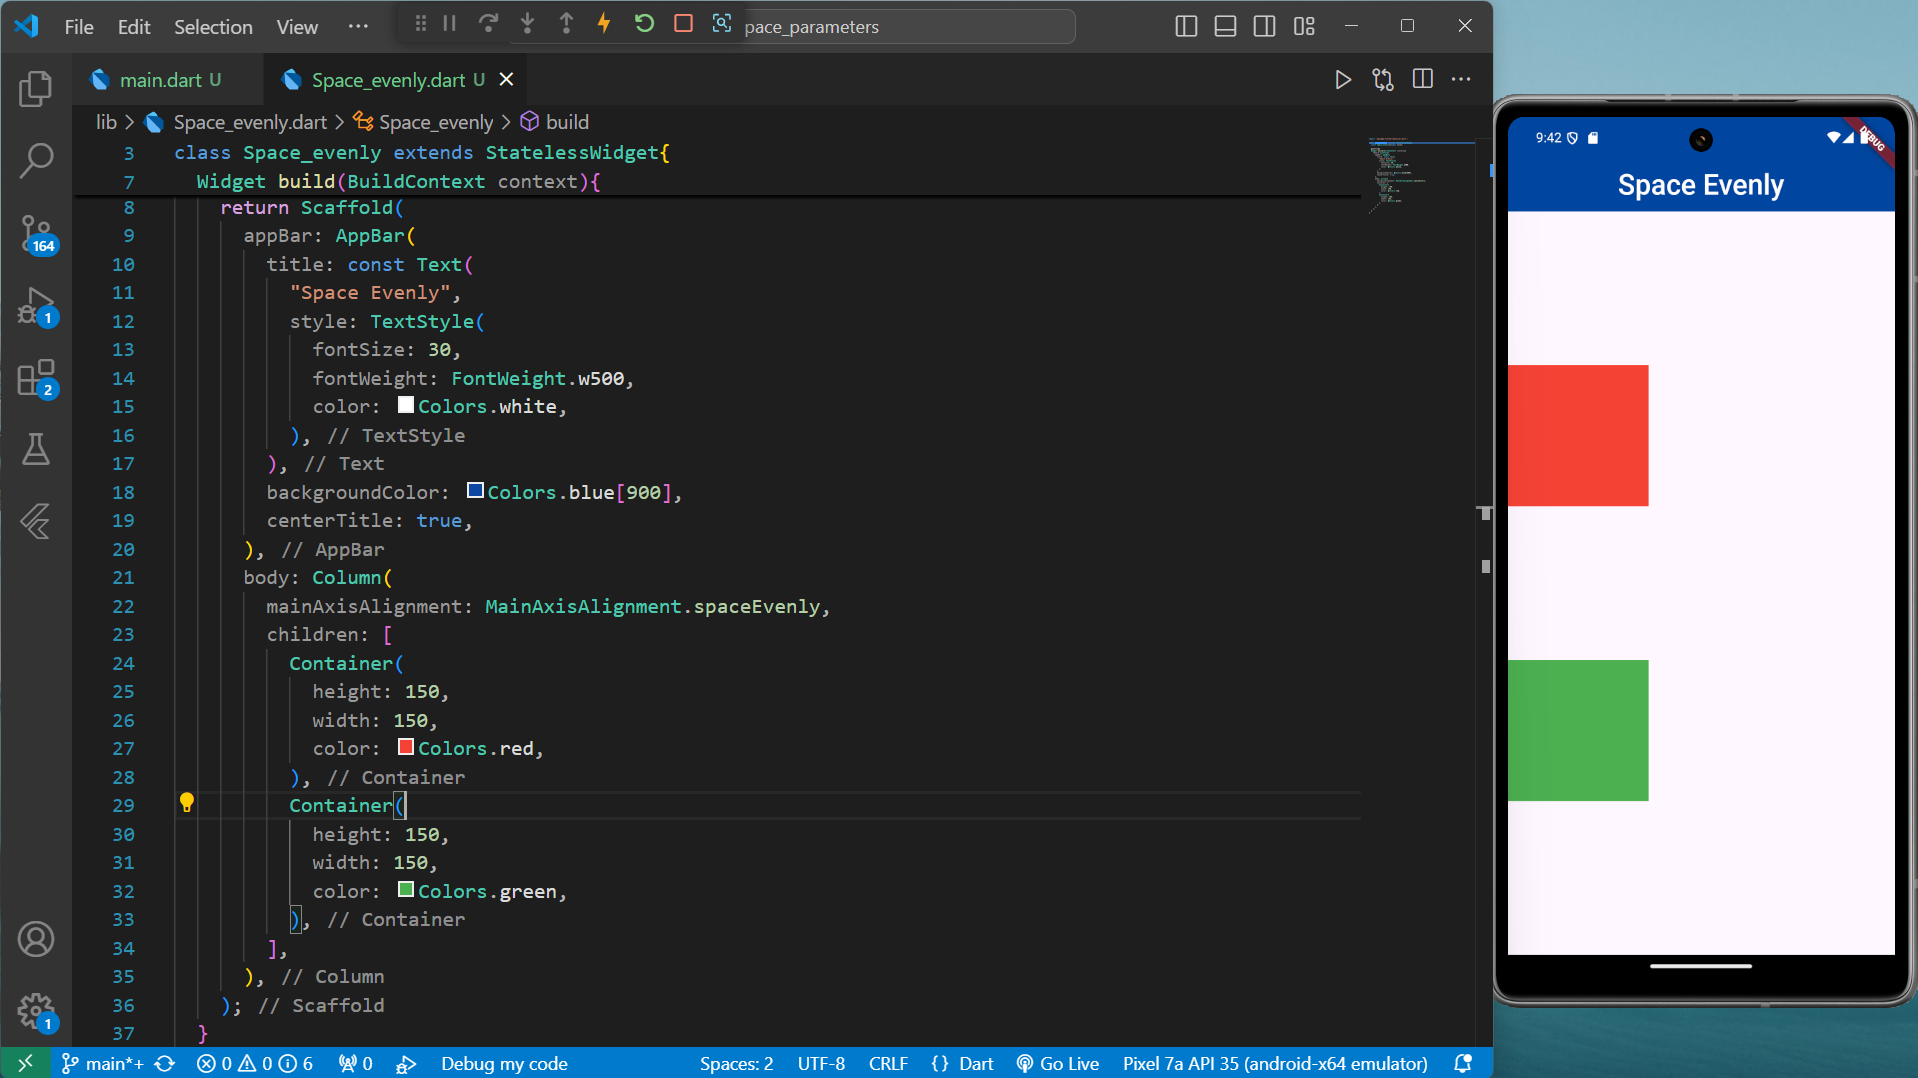 File Edit Selection View ··· pace_parameters
main.dart U Space_evenly.dart U
lib > Space_evenly.dart > Space_evenly > build
3 class Space_evenly extends StatelessWidget{
7 Widget build(BuildContext context){
8 return Scaffold(
9 appBar: AppBar(
10 title: const Text(
11 "Space Evenly",
12 style: TextStyle(
13 fontSize: 30,
14 fontWeight: FontWeight.w500,
15 color: Colors.white,
16 ), // TextStyle
17 ), // Text
18 backgroundColor: Colors.blue[900],
19 centerTitle: true,
20 ), // AppBar
21 body: Column(
22 mainAxisAlignment: MainAxisAlignment.spaceEvenly,
23 children: [
24 Container(
25 height: 150,
26 width: 150,
27 color: Colors.red,
28 ), // Container
29 Container(
30 height: 150,
31 width: 150,
32 color: Colors.green,
33 ), // Container
34 ],
35 ), // Column
36 ); // Scaffold
37 }
164
1
2
1
main*+ 0 0 6 0 Debug my code Spaces: 2 UTF-8 CRLF {} Dart Go Live Pixel 7a API 35 (android-x64 emulator)
9:42
DEBUG
Space Evenly